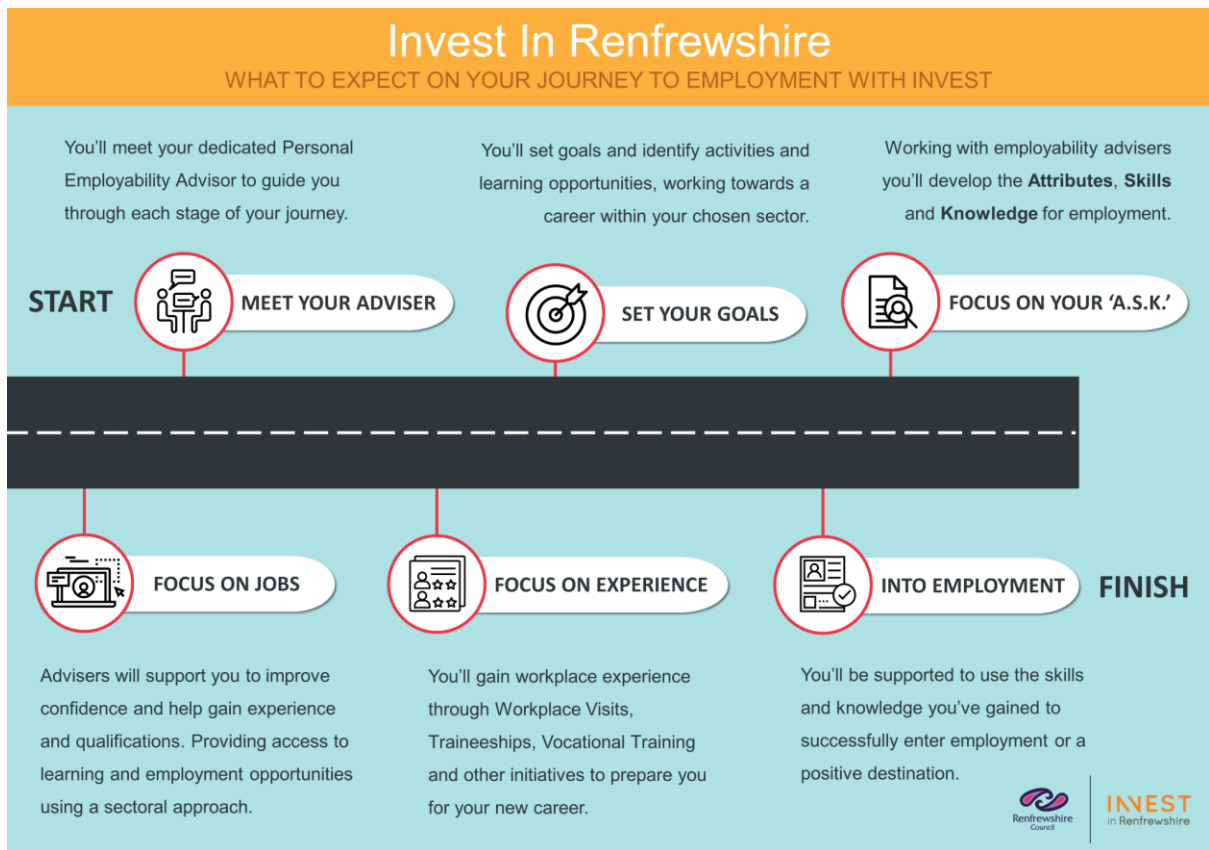 Invest In Renfrewshire
WHAT TO EXPECT ON YOUR JOURNEY TO EMPLOYMENT WITH INVEST
You'll meet your dedicated Personal
Employability Advisor to guide you
through each stage of your journey.
You'll set goals and identify activities and
learning opportunities, working towards a
career within your chosen sector.
Working with employability advisers
you'll develop the Attributes, Skills
and Knowledge for employment.
START
MEET YOUR ADVISER
SET YOUR GOALS
FOCUS ON YOUR 'A.S.K.'
FOCUS ON JOBS
FOCUS ON EXPERIENCE
INTO EMPLOYMENT
FINISH
Advisers will support you to improve
confidence and help gain experience
and qualifications. Providing access to
learning and employment opportunities
using a sectoral approach.
You'll gain workplace experience
through Workplace Visits,
Traineeships, Vocational Training
and other initiatives to prepare you
for your new career.
You'll be supported to use the skills
and knowledge you've gained to
successfully enter employment or a
positive destination.
Renfrewshire
Council
INVEST
in Renfrewshire